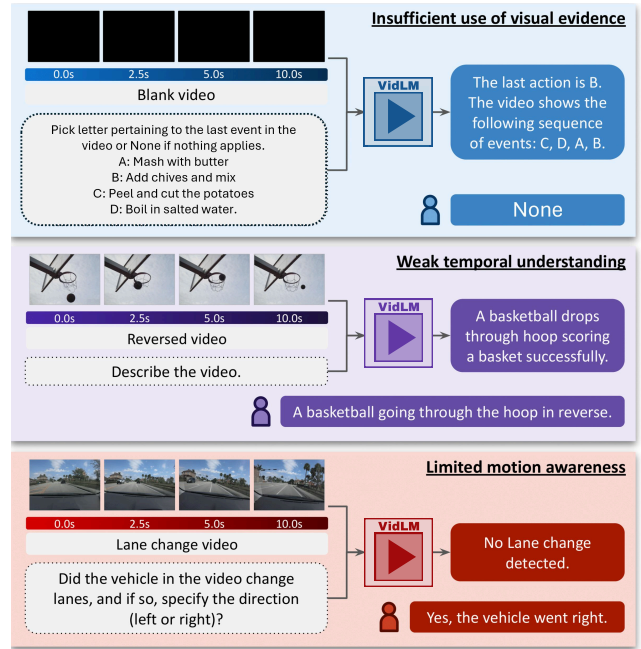 Insufficient use of visual evidence
0.0s 2.5s 5.0s 10.0s
Blank video
Pick letter pertaining to the last event in the
video or None if nothing applies.
A: Mash with butter
B: Add chives and mix
C: Peel and cut the potatoes
D: Boil in salted water.
VidLM
The last action is B.
The video shows the
following sequence
of events: C, D, A, B.
None
Weak temporal understanding
0.0s 2.5s 5.0s 10.0s
Reversed video
Describe the video.
VidLM
A basketball drops
through hoop scoring
a basket successfully.
A basketball going through the hoop in reverse.
Limited motion awareness
0.0s 2.5s 5.0s 10.0s
Lane change video
Did the vehicle in the video change
lanes, and if so, specify the direction
(left or right)?
VidLM
No Lane change
detected.
Yes, the vehicle went right.